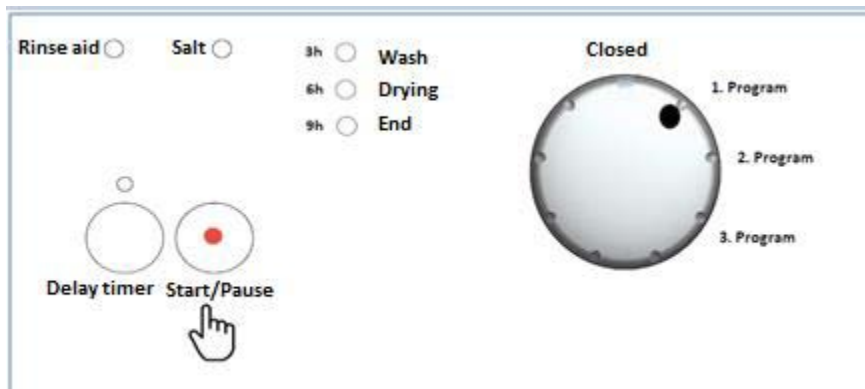 Rinse aid
Salt
3h Wash
6h Drying
9h End
Closed
1. Program
2. Program
3. Program
Delay timer
Start/Pause